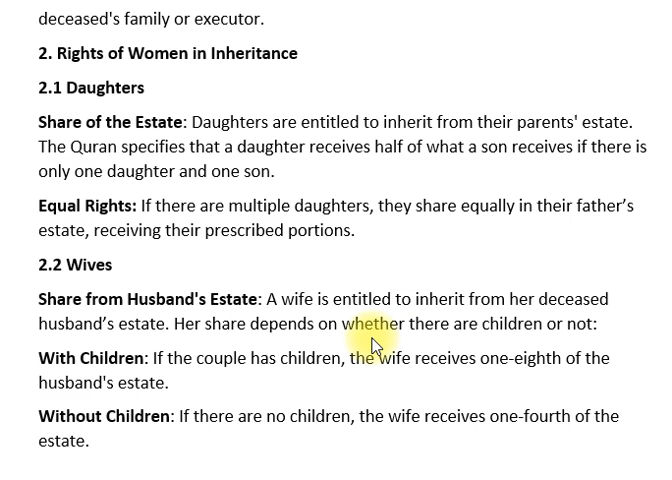 deceased's family or executor.
2. Rights of Women in Inheritance
2.1 Daughters
Share of the Estate: Daughters are entitled to inherit from their parents' estate.
The Quran specifies that a daughter receives half of what a son receives if there is
only one daughter and one son.
Equal Rights: If there are multiple daughters, they share equally in their father’s
estate, receiving their prescribed portions.
2.2 Wives
Share from Husband's Estate: A wife is entitled to inherit from her deceased
husband’s estate. Her share depends on whether there are children or not:
With Children: If the couple has children, the wife receives one-eighth of the
husband's estate.
Without Children: If there are no children, the wife receives one-fourth of the
estate.